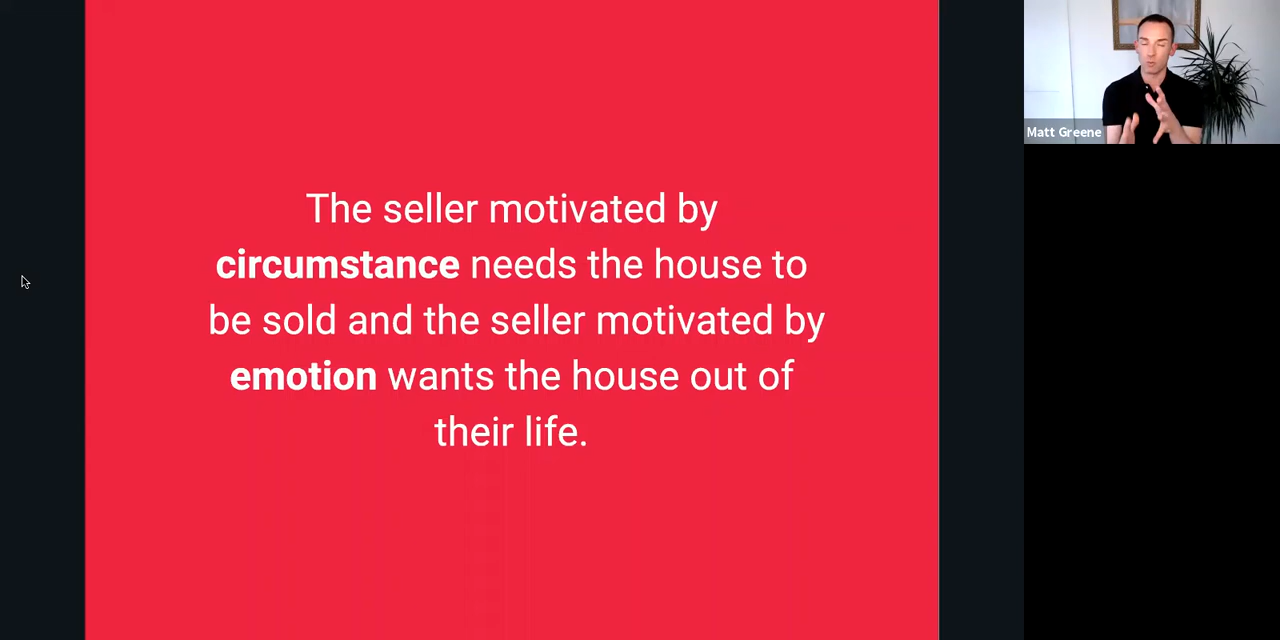 The seller motivated by
circumstance needs the house to
be sold and the seller motivated by
emotion wants the house out of
their life.
Matt Greene